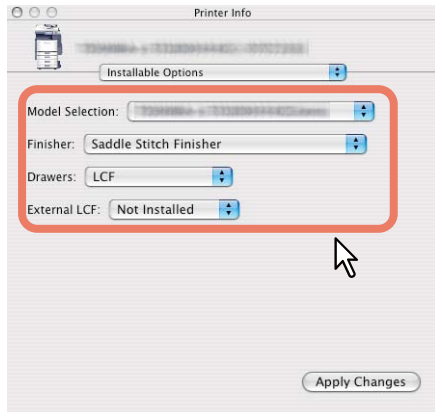 Printer Info
Installable Options
Model Selection:
Finisher: Saddle Stitch Finisher
Drawers: LCF
External LCF: Not Installed
Apply Changes